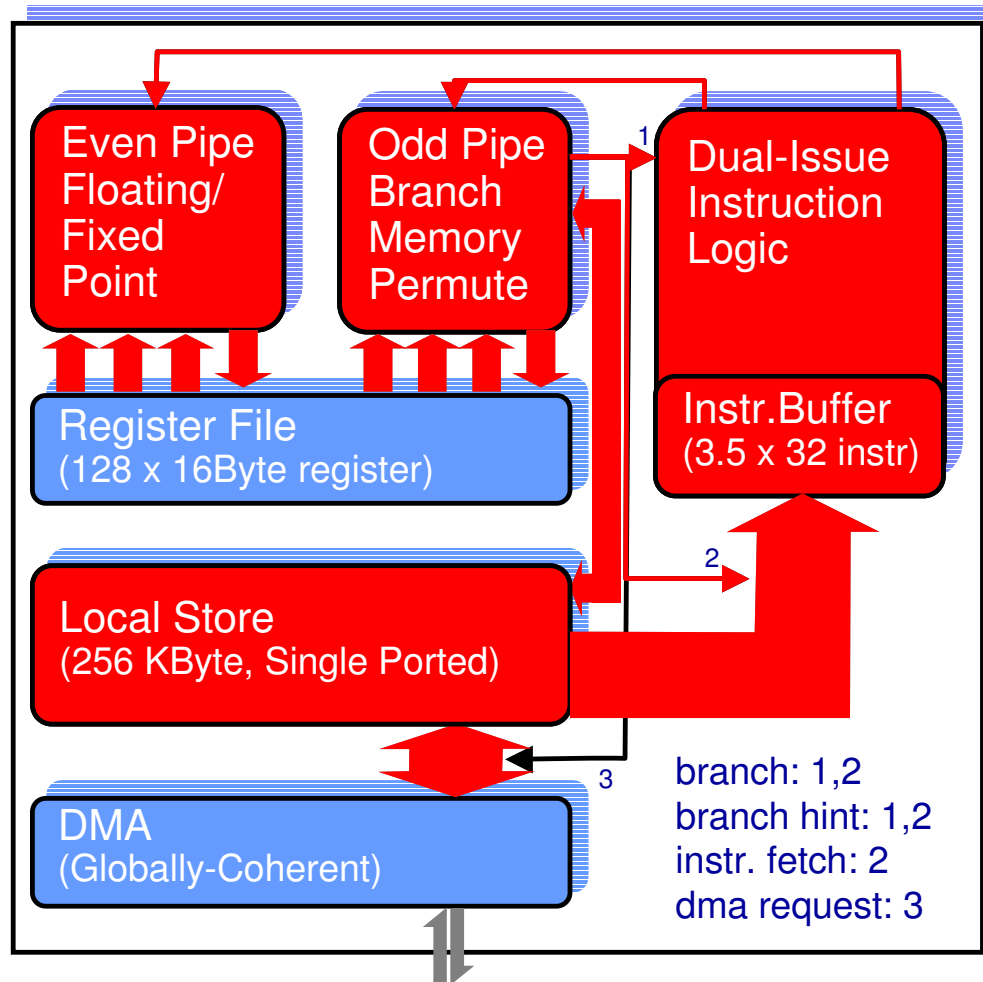 Even Pipe
Floating/
Fixed
Point
Odd Pipe
Branch
Memory
Permute
1
Dual-Issue
Instruction
Logic
Instr.Buffer
(3.5 x 32 instr)
Register File
(128 x 16Byte register)
2
Local Store
(256 KByte, Single Ported)
3
DMA
(Globally-Coherent)
branch: 1,2
branch hint: 1,2
instr. fetch: 2
dma request: 3